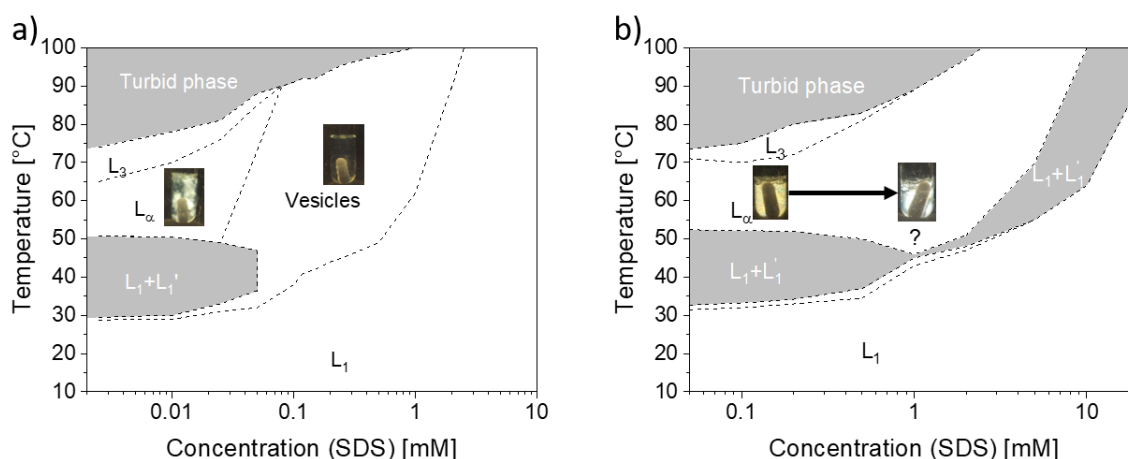 a)
100
90
80
70
60
50
40
30
20
10
Temperature [°C]
Turbid phase
L₃
Lα
Vesicles
L₁+L₁'
L₁
0.01
0.1
1
10
Concentration (SDS) [mM]
b)
100
90
80
70
60
50
40
30
20
10
Temperature [°C]
Turbid phase
L₃
Lα
?
L₁+L₁'
L₁+L₁'
L₁
0.1
1
10
Concentration (SDS) [mM]